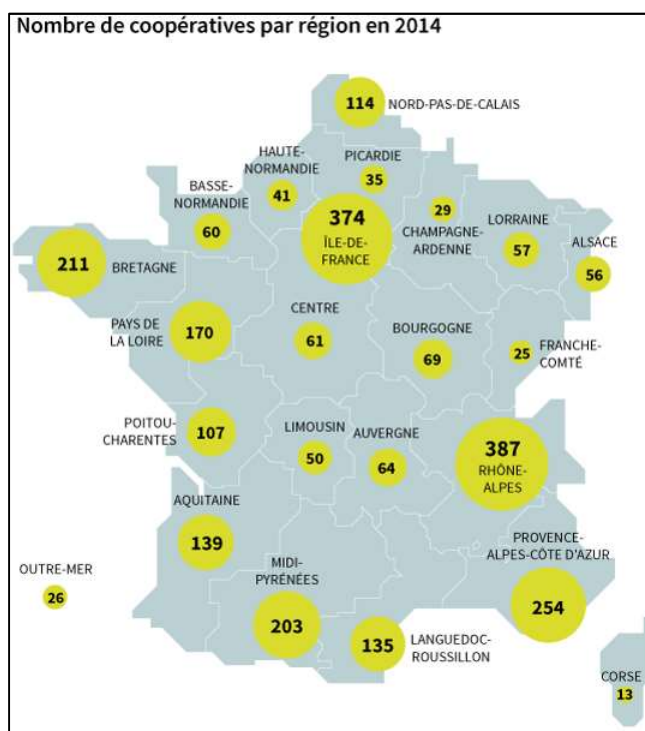 Nombre de coopératives par région en 2014
114
NORD-PAS-DE-CALAIS
HAUTE-
NORMANDIE
41
PICARDIE
35
BASSE-
NORMANDIE
60
374
ÎLE-DE-
FRANCE
29
CHAMPAGNE-
ARDENNE
LORRAINE
57
ALSACE
56
211
BRETAGNE
PAYS DE
LA LOIRE
170
CENTRE
61
BOURGOGNE
69
25
FRANCHE-
COMTÉ
POITOU-
CHARENTES
107
LIMOUSIN
50
AUVERGNE
64
387
RHÔNE-
ALPES
AQUITAINE
139
OUTRE-MER
26
MIDI-
PYRÉNÉES
203
135
LANGUEDOC-
ROUSSILLON
PROVENCE-
ALPES-CÔTE D'AZUR
254
CORSE
13